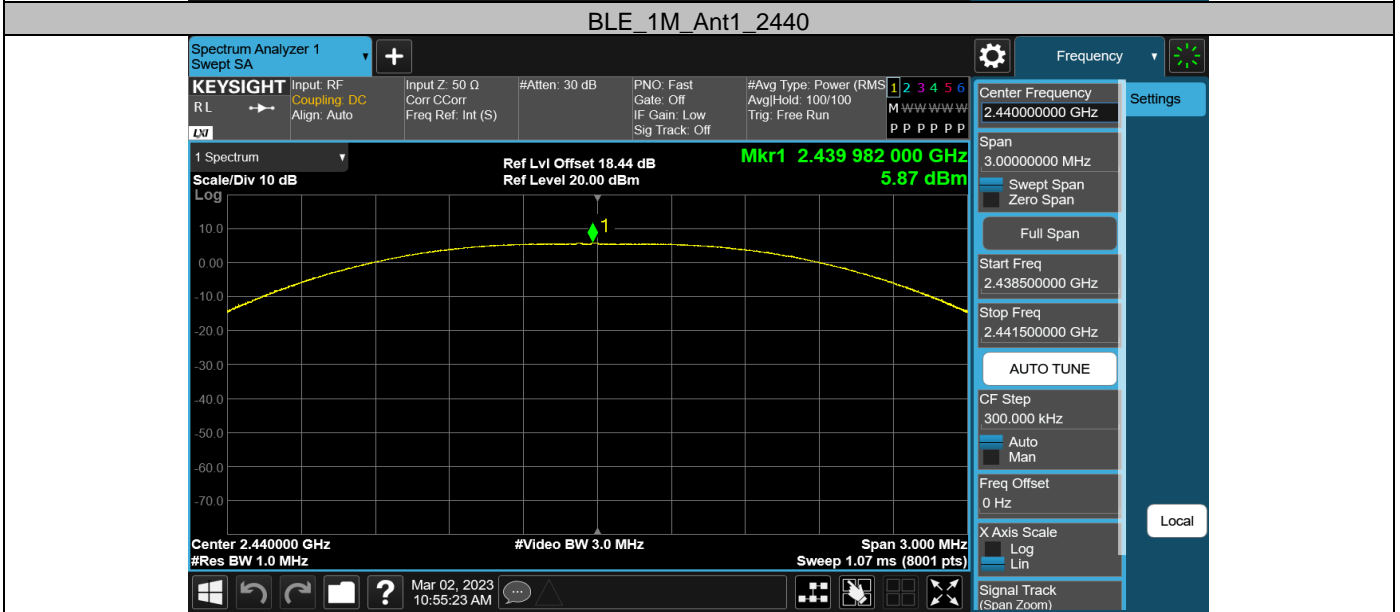 BLE_1M_Ant1_2440
Spectrum Analyzer 1
Swept SA
+
Frequency
KEYSIGHT
R L
LXI
Input: RF
Coupling: DC
Align: Auto
Input Z: 50 Ω
Corr CCorr
Freq Ref: Int (S)
#Atten: 30 dB
PNO: Fast
Gate: Off
IF Gain: Low
Sig Track: Off
#Avg Type: Power (RMS
Avg|Hold: 100/100
Trig: Free Run
1 2 3 4 5 6
M W W W W W
P P P P P P
1 Spectrum
Scale/Div 10 dB
Ref Lvl Offset 18.44 dB
Ref Level 20.00 dBm
Mkr1 2.439 982 000 GHz
5.87 dBm
Log
1
10.0
0.00
-10.0
-20.0
-30.0
-40.0
-50.0
-60.0
-70.0
Center 2.440000 GHz
#Video BW 3.0 MHz
Span 3.000 MHz
#Res BW 1.0 MHz
Sweep 1.07 ms (8001 pts)
Center Frequency
2.440000000 GHz
Settings
Span
3.00000000 MHz
Swept Span
Zero Span
Full Span
Start Freq
2.438500000 GHz
Stop Freq
2.441500000 GHz
AUTO TUNE
CF Step
300.000 kHz
Auto
Man
Freq Offset
0 Hz
X Axis Scale
Log
Lin
Local
Signal Track
(Span Zoom)
?
Mar 02, 2023
10:55:23 AM